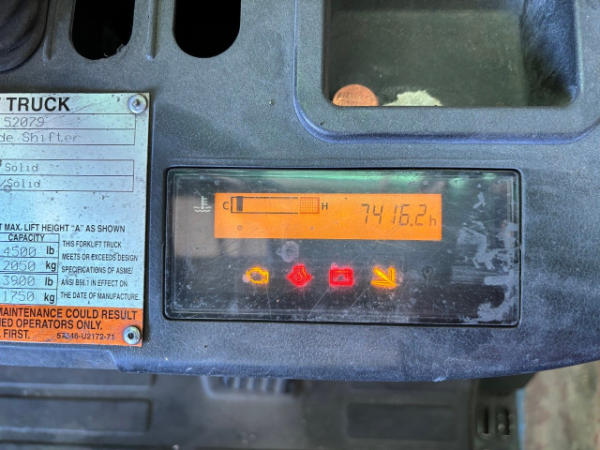 TRUCK
52079
de Shifter
Solid
Solid
MAX. LIFT HEIGHT "A" AS SHOWN
CAPACITY
4500 lb
2050 kg
3900 lb
1750 kg
THIS FORKLIFT TRUCK
MEETS OR EXCEEDS DESIGN
SPECIFICATIONS OF ASME/
ANSI B56.1 IN EFFECT ON
THE DATE OF MANUFACTURE.
MAINTENANCE COULD RESULT
OPERATORS ONLY.
FIRST.
C H 7416.2h